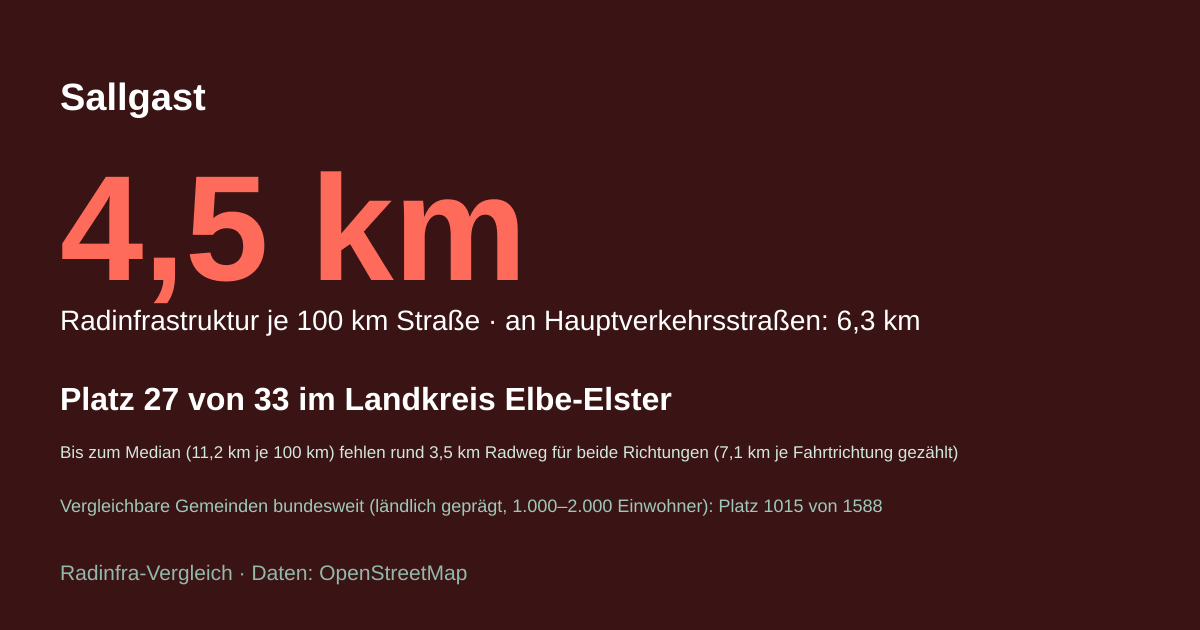 Sallgast
4,5 km
Radinfrastruktur je 100 km Straße · an Hauptverkehrsstraßen: 6,3 km
Platz 27 von 33 im Landkreis Elbe-Elster
Bis zum Median (11,2 km je 100 km) fehlen rund 3,5 km Radweg für beide Richtungen (7,1 km je Fahrtrichtung gezählt)
Vergleichbare Gemeinden bundesweit (ländlich geprägt, 1.000–2.000 Einwohner): Platz 1015 von 1588
Radinfra-Vergleich · Daten: OpenStreetMap